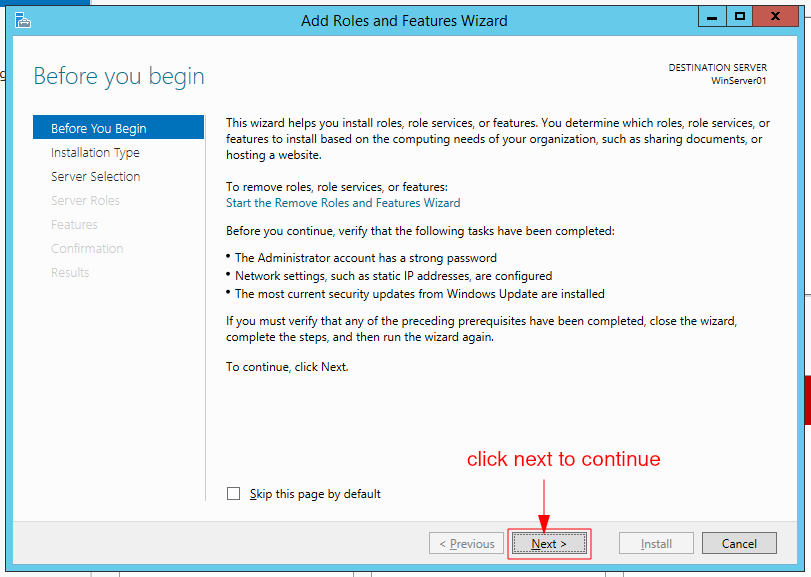 Add Roles and Features Wizard
Before you begin
DESTINATION SERVER
WinServer01
Before You Begin
Installation Type
Server Selection
Server Roles
Features
Confirmation
Results
This wizard helps you install roles, role services, or features. You determine which roles, role services, or
features to install based on the computing needs of your organization, such as sharing documents, or
hosting a website.
To remove roles, role services, or features:
Start the Remove Roles and Features Wizard
Before you continue, verify that the following tasks have been completed:
• The Administrator account has a strong password
• Network settings, such as static IP addresses, are configured
• The most current security updates from Windows Update are installed
If you must verify that any of the preceding prerequisites have been completed, close the wizard,
complete the steps, and then run the wizard again.
To continue, click Next.
click next to continue
Skip this page by default
< Previous
Next >
Install
Cancel